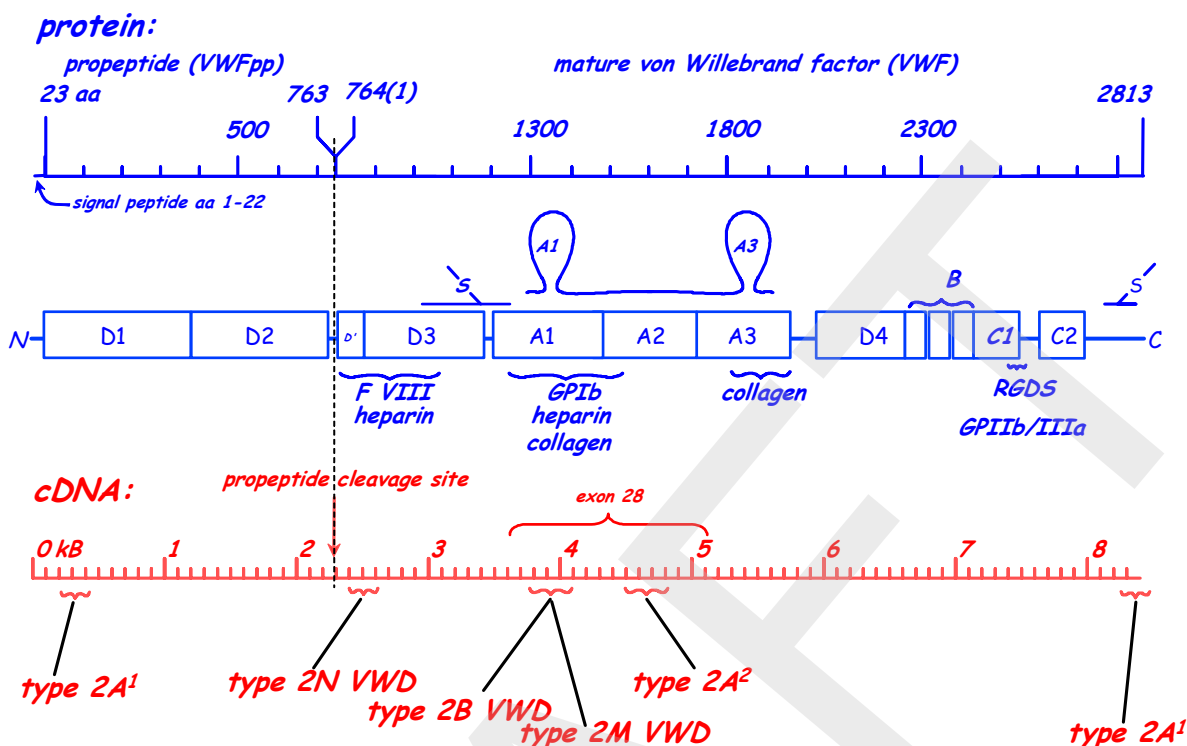 protein:
propeptide (VWFpp) mature von Willebrand factor (VWF)
23 aa 763 764(1) 2813
500 1300 1800 2300
signal peptide aa 1-22
A1 A3
S B S
N D1 D2 D' D3 A1 A2 A3 D4 C1 C2 C
F VIII GPIb collagen RGDS
heparin heparin GPIIb/IIIa
collagen
propeptide cleavage site
cDNA: exon 28
0 kB 1 2 3 4 5 6 7 8
type 2A¹ type 2N VWD type 2A²
type 2B VWD
type 2M VWD type 2A¹